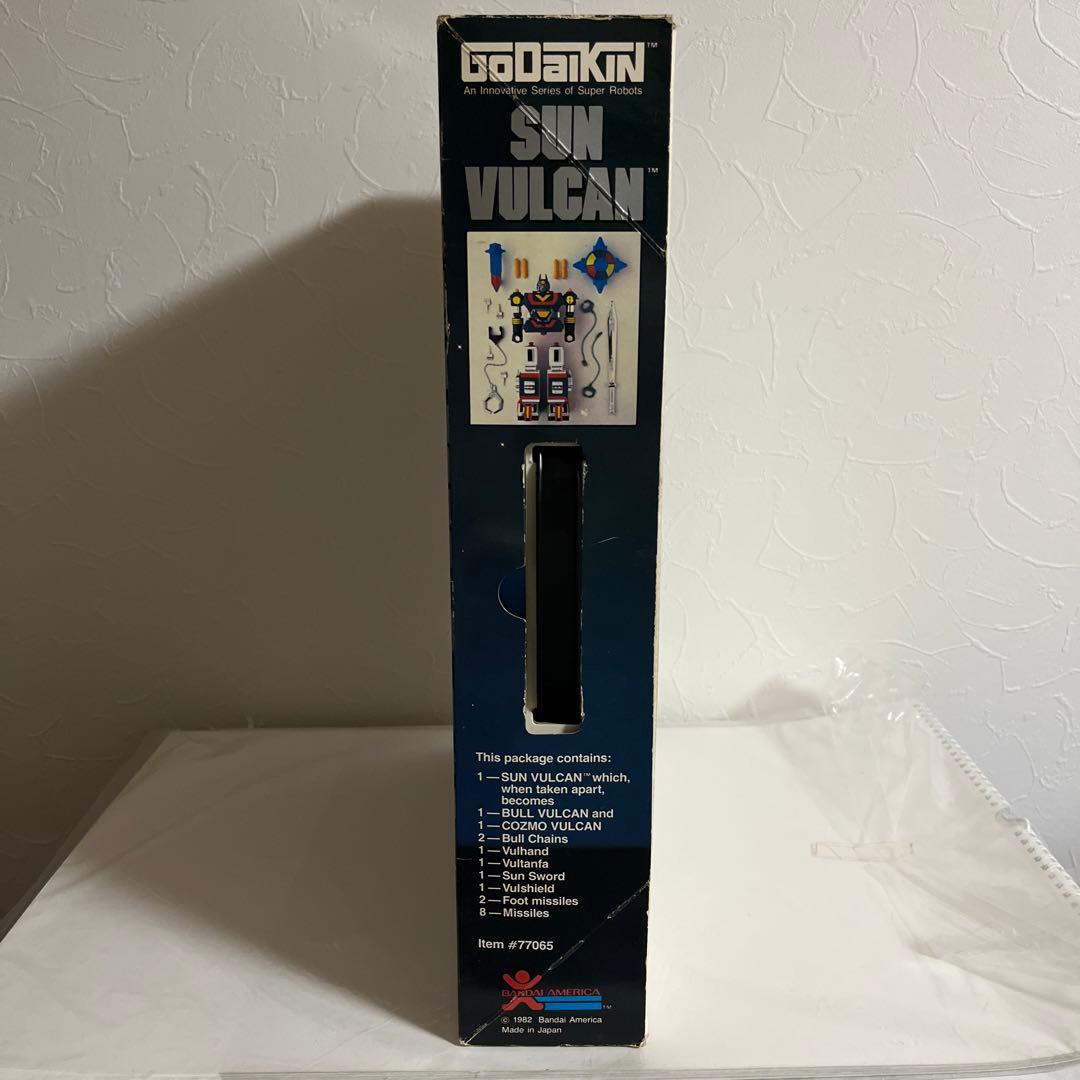 GoDaiKiN™
An Innovative Series of Super Robots
SUN
VULCAN™
This package contains:
1—SUN VULCAN™ which,
when taken apart,
becomes
1—BULL VULCAN and
1—COZMO VULCAN
2—Bull Chains
1—Vulhand
1—Vultanfa
1—Sun Sword
1—Vulshield
2—Foot missiles
8—Missiles
Item #77065
BANDAI AMERICA™
© 1982 Bandai America
Made in Japan